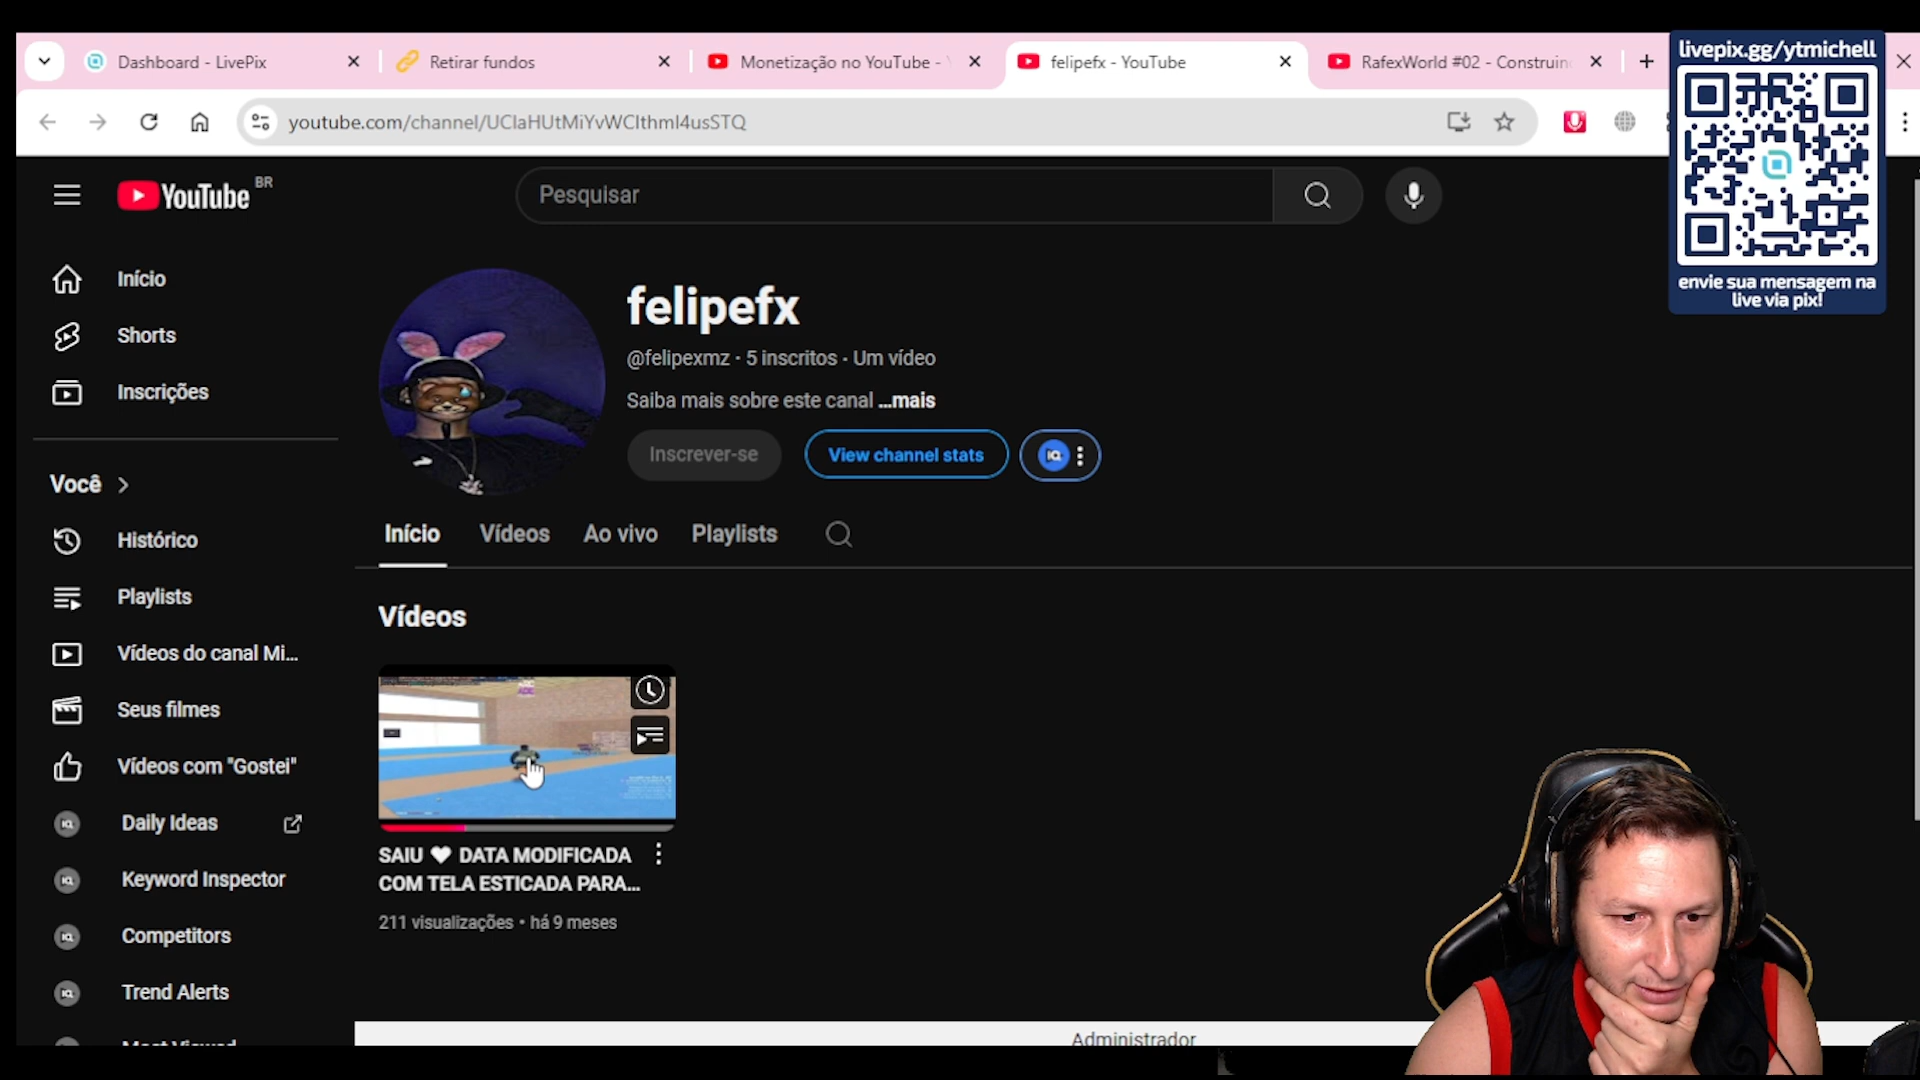 Dashboard - LivePix
Retirar fundos
Monetização no YouTube -
felipefx - YouTube
RafexWorld #02 - Construin
livepix.gg/ytmichell
youtube.com/channel/UClaHUtMiYvWCIthml4usSTQ
YouTube BR
Pesquisar
envie sua mensagem na
live via pix!
Início
Shorts
Inscrições
Você
Histórico
Playlists
Vídeos do canal Mi...
Seus filmes
Vídeos com "Gostei"
Daily Ideas
Keyword Inspector
Competitors
Trend Alerts
Most Viewed
felipefx
@felipexmz • 5 inscritos • Um vídeo
Saiba mais sobre este canal ...mais
Inscrever-se
View channel stats
Início
Vídeos
Ao vivo
Playlists
Vídeos
SAIU 🖤 DATA MODIFICADA
COM TELA ESTICADA PARA...
211 visualizações • há 9 meses
Administrador